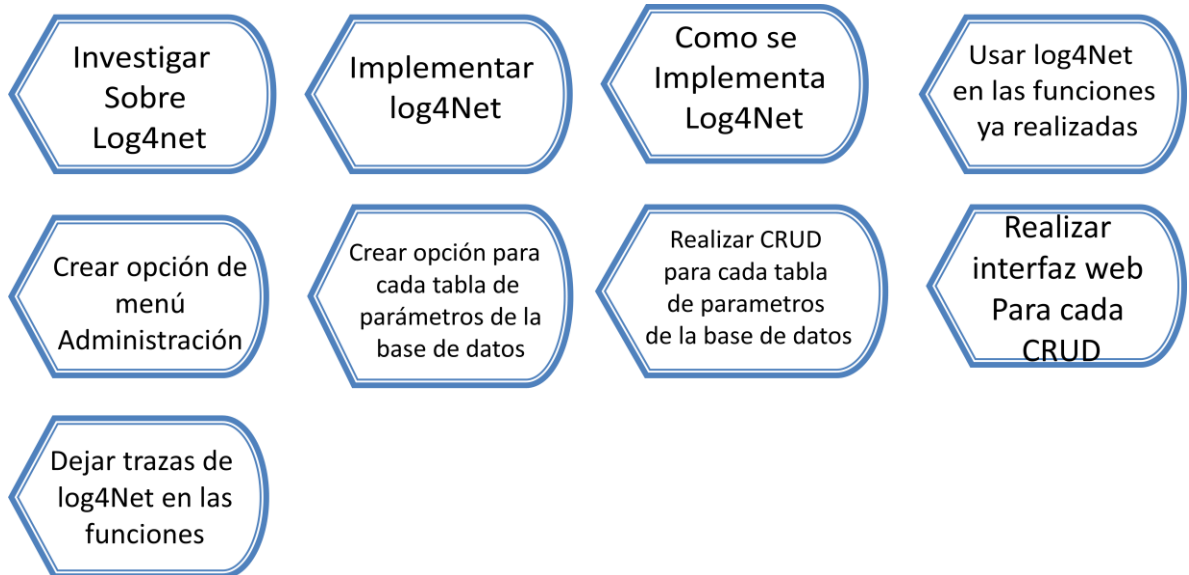 Investigar
Sobre
Log4net
Implementar
log4Net
Como se
Implementa
Log4Net
Usar log4Net
en las funciones
ya realizadas
Crear opción de
menú
Administración
Crear opción para
cada tabla de
parámetros de la
base de datos
Realizar CRUD
para cada tabla
de parametros
de la base de datos
Realizar
interfaz web
Para cada
CRUD
Dejar trazas de
log4Net en las
funciones